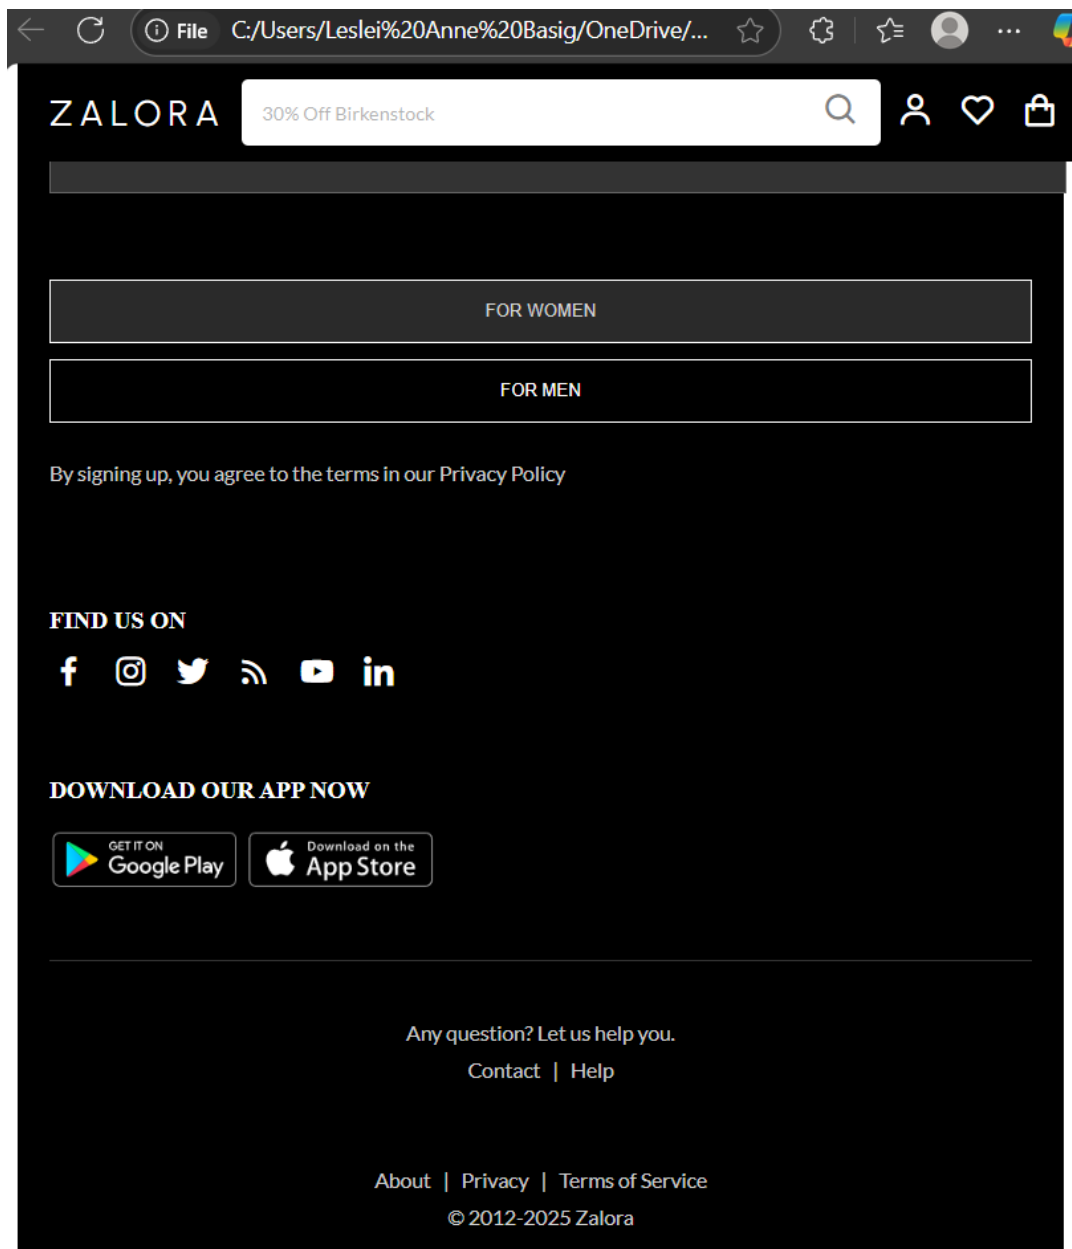 File C:/Users/Leslei%20Anne%20Basig/OneDrive/...
ZALORA 30% Off Birkenstock
FOR WOMEN
FOR MEN
By signing up, you agree to the terms in our Privacy Policy
FIND US ON
DOWNLOAD OUR APP NOW
GET IT ON
Google Play
Download on the
App Store
Any question? Let us help you.
Contact | Help
About | Privacy | Terms of Service
© 2012-2025 Zalora